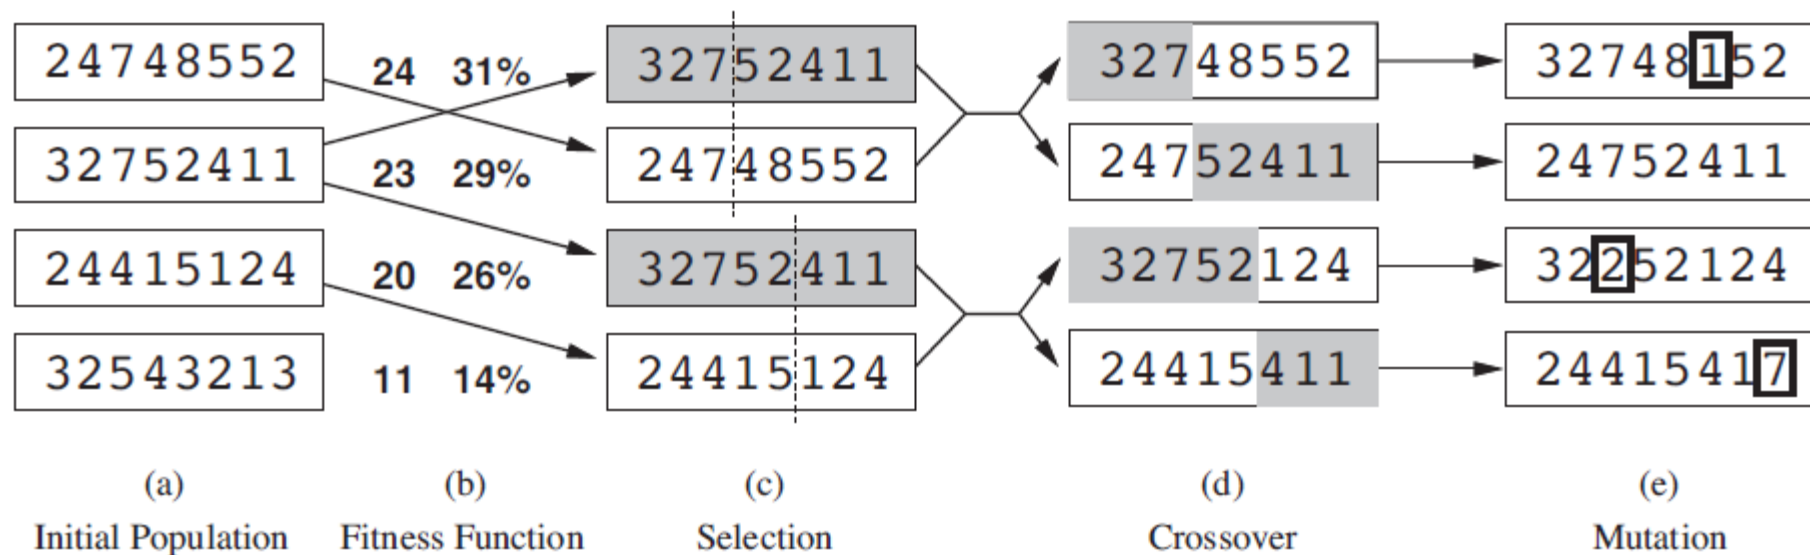 24748552 24 31% 32752411 32748552 32748152
32752411 23 29% 24748552 24752411 24752411
24415124 20 26% 32752411 32752124 32252124
32543213 11 14% 24415124 24415411 24415417
(a) (b) (c) (d) (e)
Initial Population Fitness Function Selection Crossover Mutation